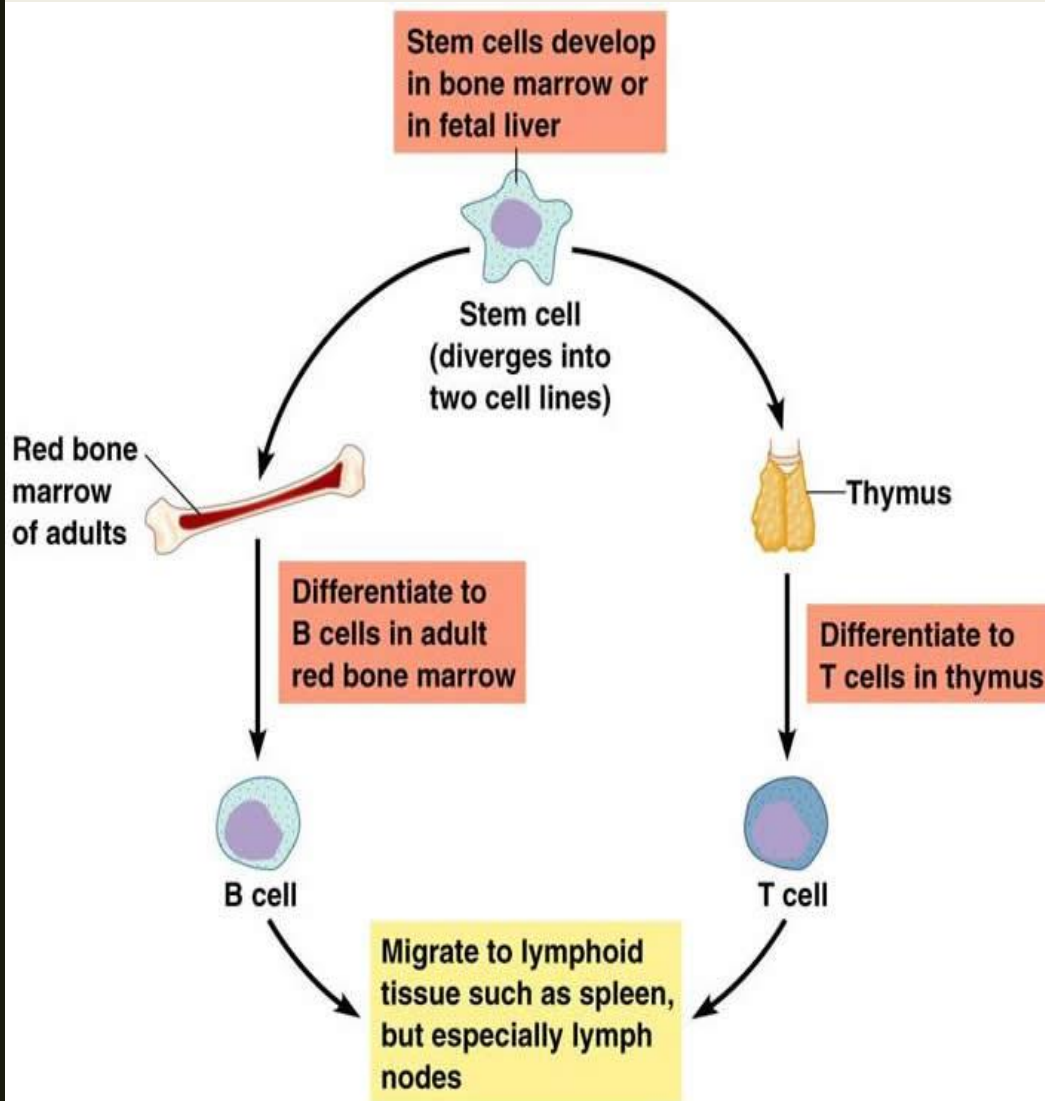 Stem cells develop
in bone marrow or
in fetal liver
Stem cell
(diverges into
two cell lines)
Red bone
marrow
of adults
Thymus
Differentiate to
B cells in adult
red bone marrow
Differentiate to
T cells in thymus
B cell
T cell
Migrate to lymphoid
tissue such as spleen,
but especially lymph
nodes